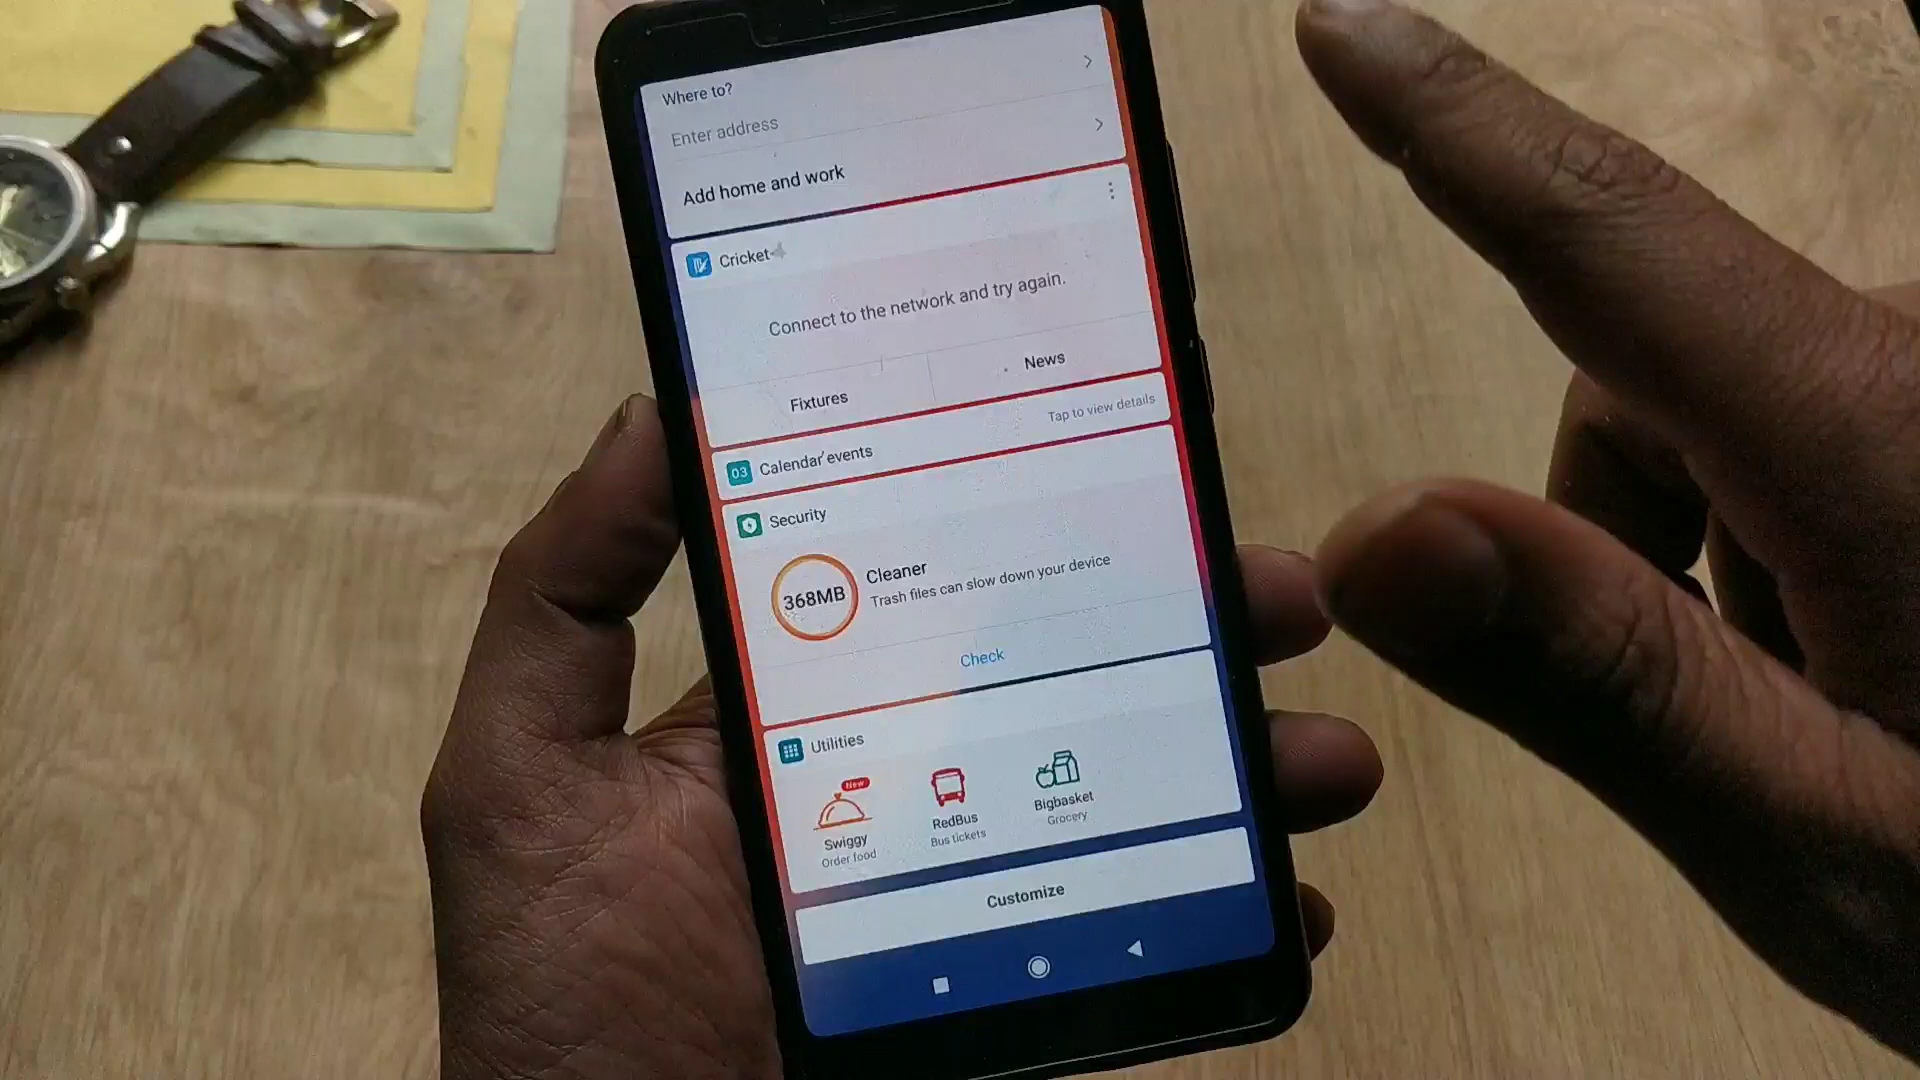 Where to?
Enter address
Add home and work
Cricket
Connect to the network and try again.
Fixtures
News
03
Calendar events
Tap to view details
Security
368MB
Cleaner
Trash files can slow down your device
Check
Utilities
New
Swiggy
Order food
RedBus
Bus tickets
Bigbasket
Grocery
Customize